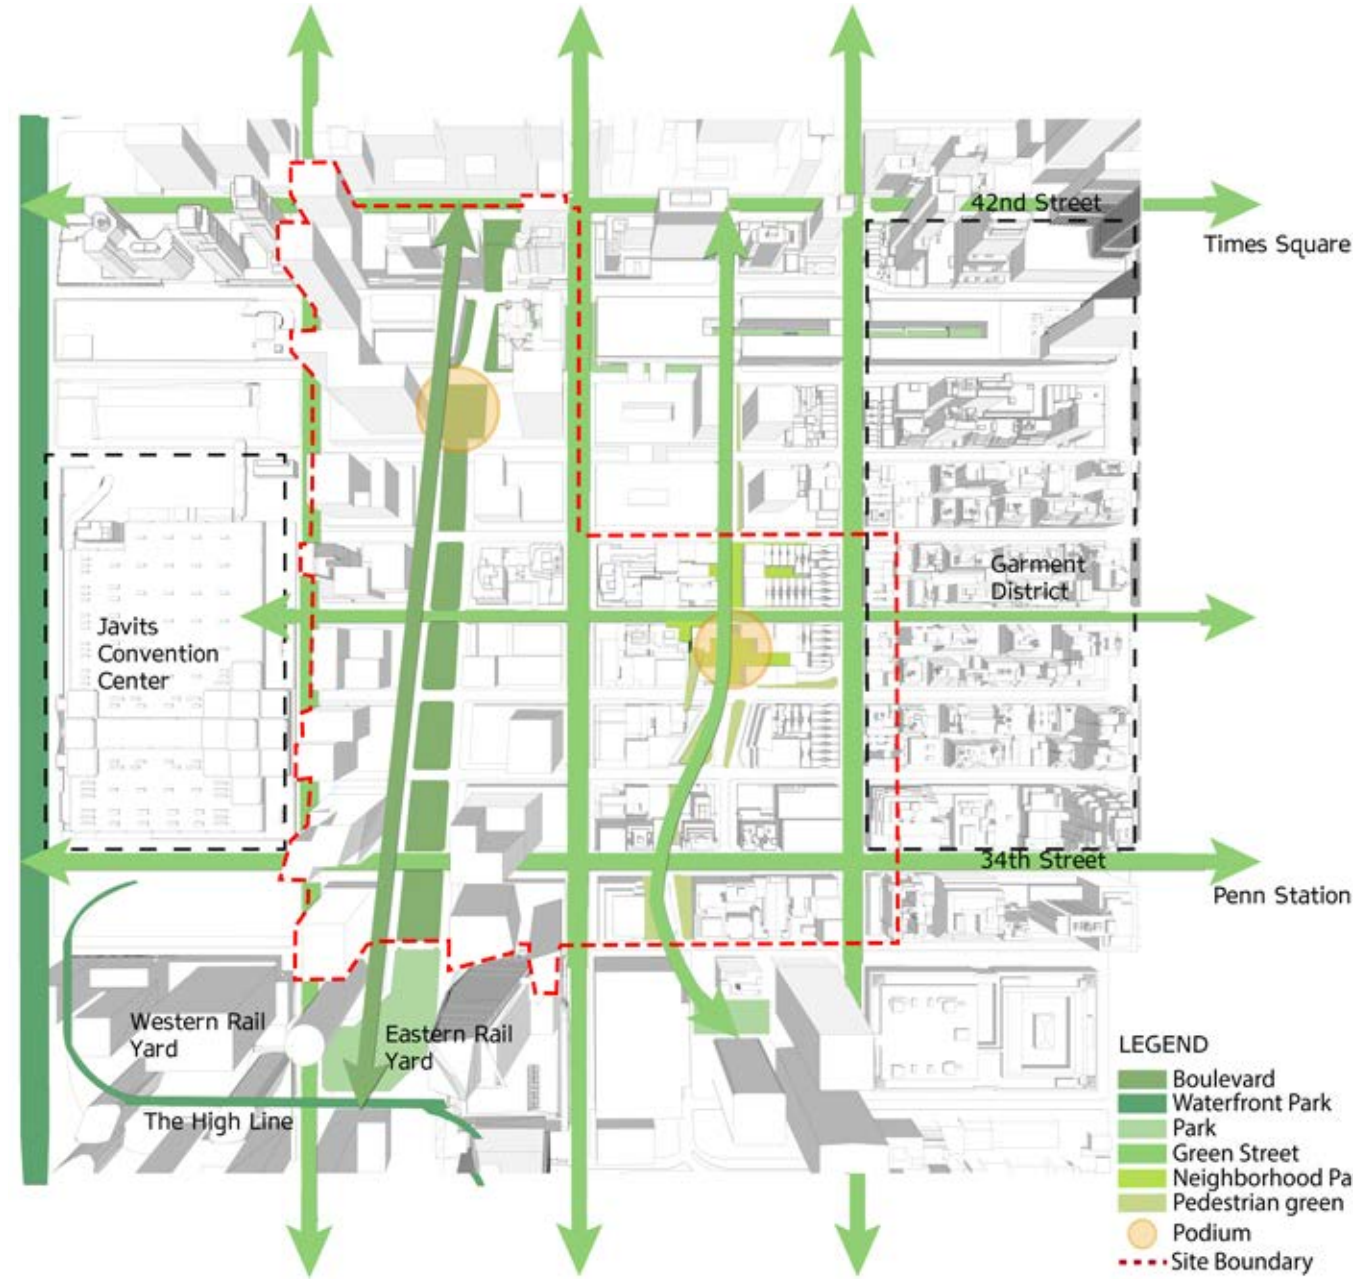 42nd Street
Times Square
Garment
District
Javits
Convention
Center
34th Street
Penn Station
Western Rail
Yard
Eastern Rail
Yard
The High Line
LEGEND
Boulevard
Waterfront Park
Park
Green Street
Neighborhood Pa
Pedestrian green
Podium
Site Boundary